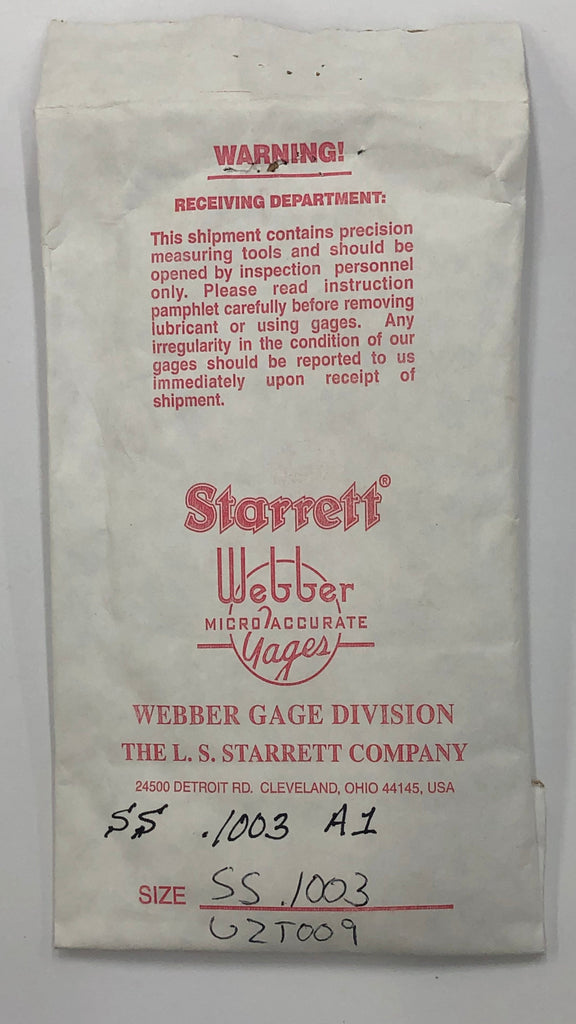 WARNING!
RECEIVING DEPARTMENT:
This shipment contains precision
measuring tools and should be
opened by inspection personnel
only. Please read instruction
pamphlet carefully before removing
lubricant or using gages. Any
irregularity in the condition of our
gages should be reported to us
immediately upon receipt of
shipment.
Starrett®
Webber
MICRO ACCURATE
Gages
WEBBER GAGE DIVISION
THE L. S. STARRETT COMPANY
24500 DETROIT RD. CLEVELAND, OHIO 44145, USA
SS .1003 A1
SIZE SS .1003
GZT009